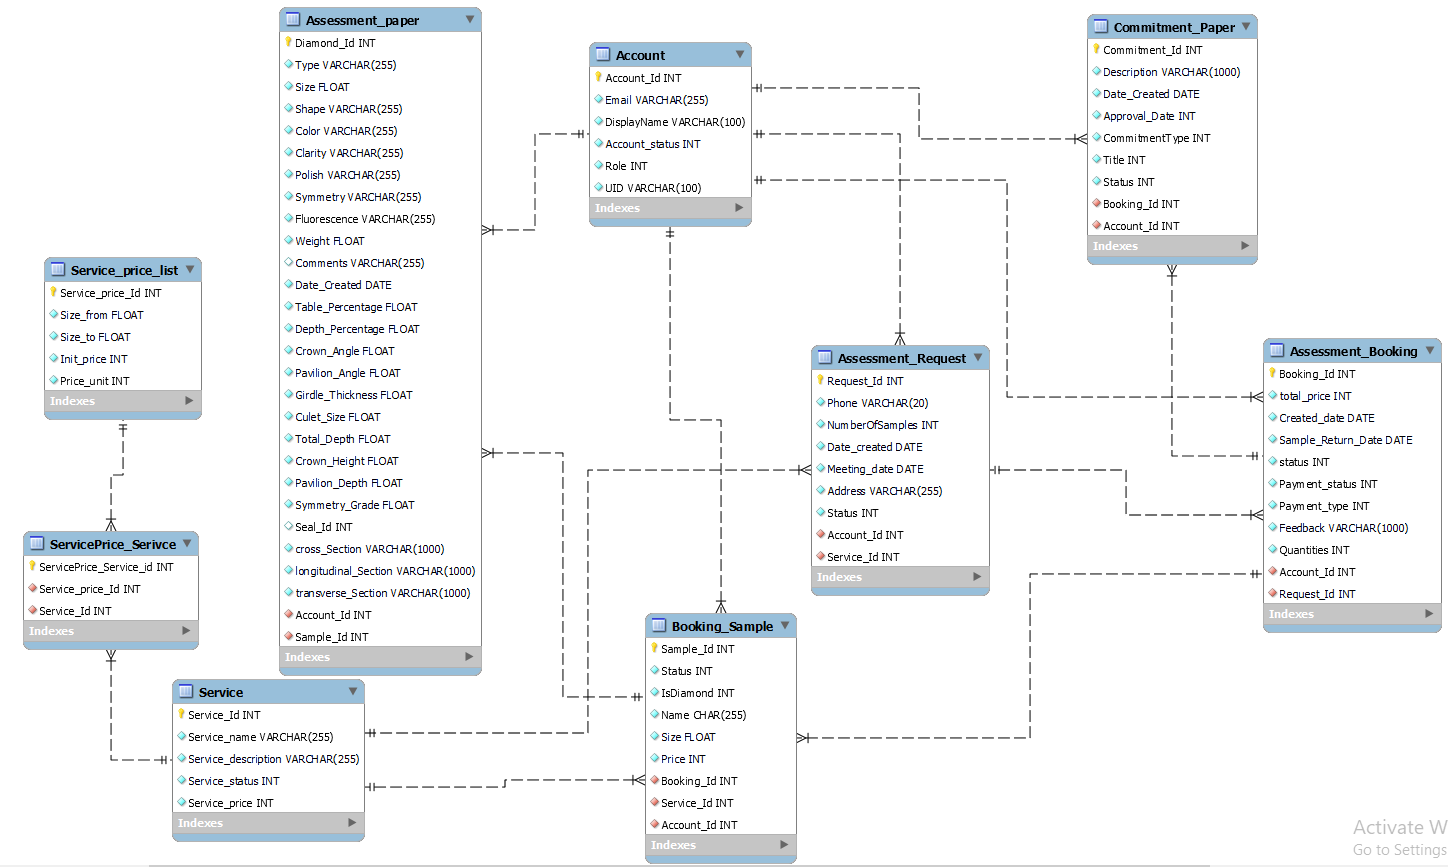 Assessment_paper
Diamond_Id INT
Type VARCHAR(255)
Size FLOAT
Shape VARCHAR(255)
Color VARCHAR(255)
Clarity VARCHAR(255)
Polish VARCHAR(255)
Symmetry VARCHAR(255)
Fluorescence VARCHAR(255)
Weight FLOAT
Comments VARCHAR(255)
Date_Created DATE
Table_Percentage FLOAT
Depth_Percentage FLOAT
Crown_Angle FLOAT
Pavilion_Angle FLOAT
Girdle_Thickness FLOAT
Culet_Size FLOAT
Total_Depth FLOAT
Crown_Height FLOAT
Pavilion_Depth FLOAT
Symmetry_Grade FLOAT
Seal_Id INT
cross_Section VARCHAR(1000)
longitudinal_Section VARCHAR(1000)
transverse_Section VARCHAR(1000)
Account_Id INT
Sample_Id INT
Indexes
Account
Account_Id INT
Email VARCHAR(255)
DisplayName VARCHAR(100)
Account_status INT
Role INT
UID VARCHAR(100)
Indexes
Commitment_Paper
Commitment_Id INT
Description VARCHAR(1000)
Date_Created DATE
Approval_Date INT
CommitmentType INT
Title INT
Status INT
Booking_Id INT
Account_Id INT
Indexes
Service_price_list
Service_price_Id INT
Size_from FLOAT
Size_to FLOAT
Init_price INT
Price_unit INT
Indexes
Assessment_Request
Request_Id INT
Phone VARCHAR(20)
NumberOfSamples INT
Date_created DATE
Meeting_date DATE
Address VARCHAR(255)
Status INT
Account_Id INT
Service_Id INT
Indexes
Assessment_Booking
Booking_Id INT
total_price INT
Created_date DATE
Sample_Return_Date DATE
status INT
Payment_status INT
Payment_type INT
Feedback VARCHAR(1000)
Quantities INT
Account_Id INT
Request_Id INT
Indexes
ServicePrice_Serivce
ServicePrice_Service_id INT
Service_price_Id INT
Service_Id INT
Indexes
Service
Service_Id INT
Service_name VARCHAR(255)
Service_description VARCHAR(255)
Service_status INT
Service_price INT
Indexes
Booking_Sample
Sample_Id INT
Status INT
IsDiamond INT
Name CHAR(255)
Size FLOAT
Price INT
Booking_Id INT
Service_Id INT
Account_Id INT
Indexes
Activate W
Go to Settings